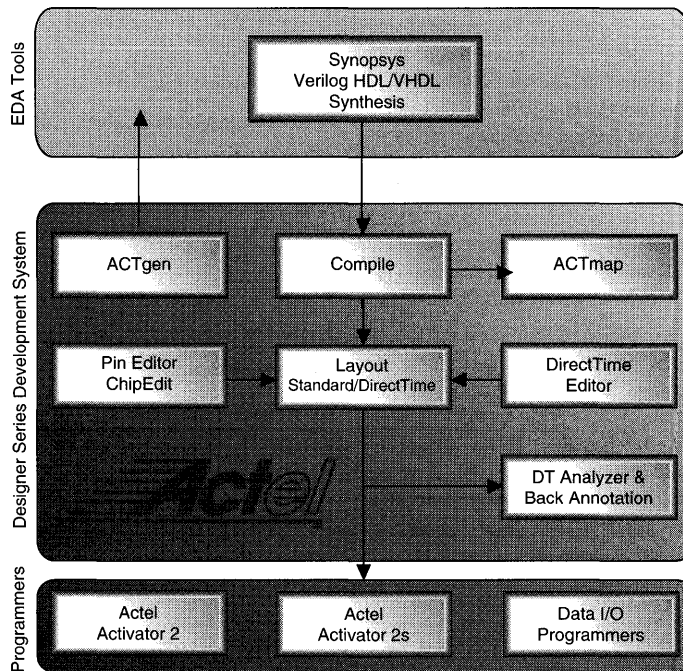 EDA Tools
Synopsys
Verilog HDL/VHDL
Synthesis
Designer Series Development System
ACTgen
Compile
ACTmap
Pin Editor
ChipEdit
Layout
Standard/DirectTime
DirectTime
Editor
Actel
DT Analyzer &
Back Annotation
Programmers
Actel
Activator 2
Actel
Activator 2s
Data I/O
Programmers